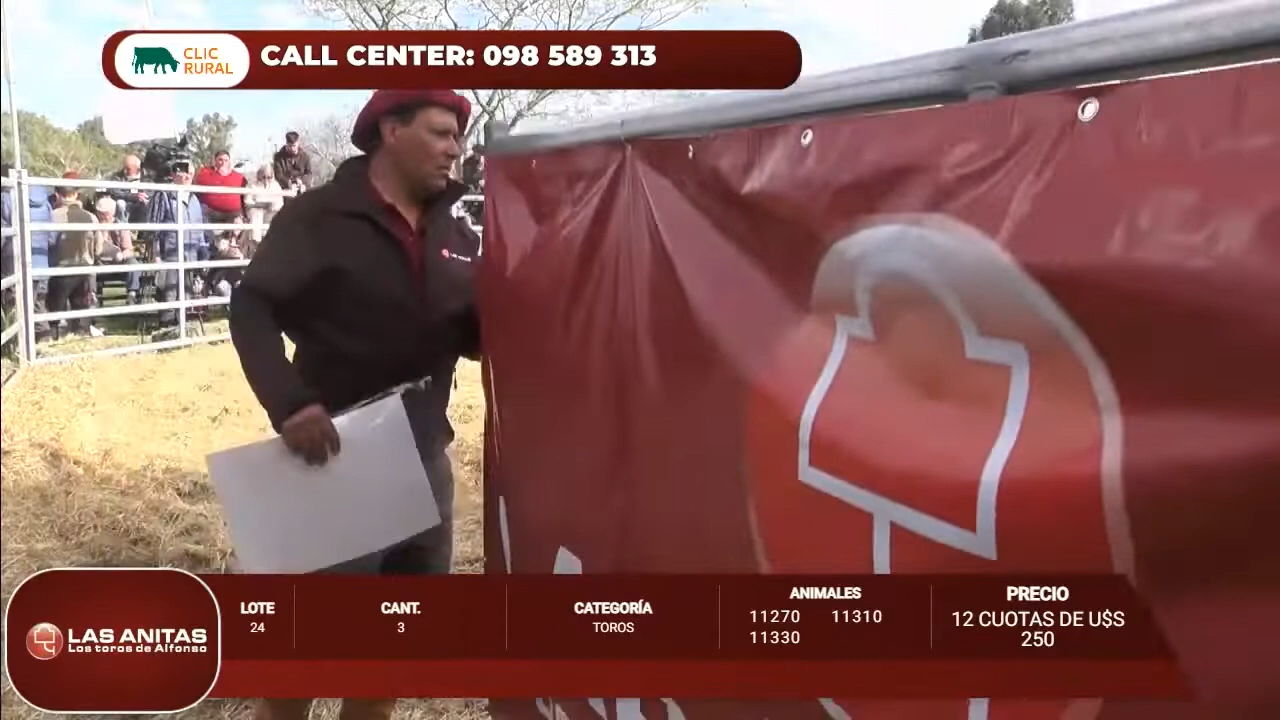 CLIC
RURAL
CALL CENTER: 098 589 313
LOTE
24
CANT.
3
CATEGORÍA
TOROS
ANIMALES
11270 11310
11330
PRECIO
12 CUOTAS DE U$S
250
LAS ANITAS
Los toros de Alfonso